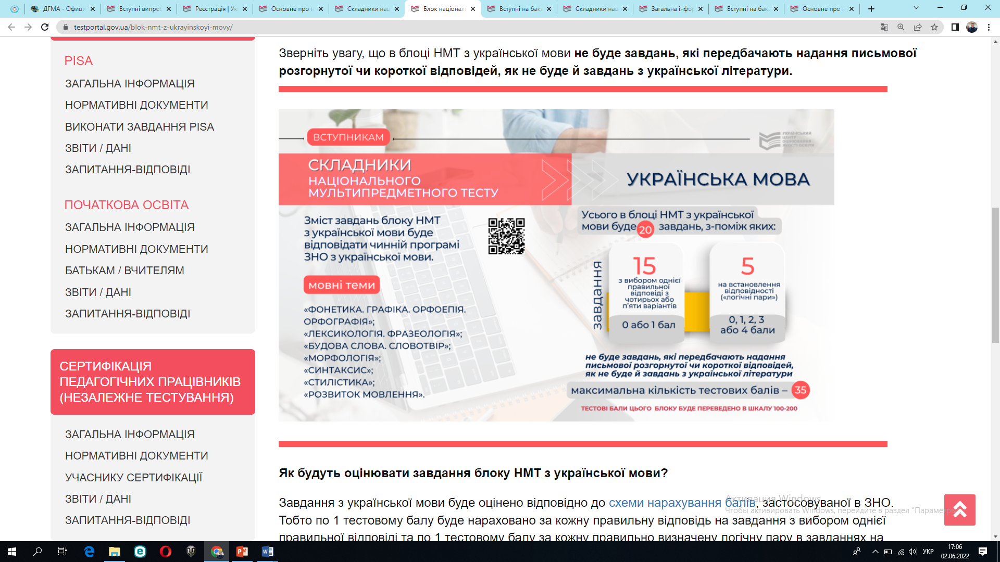 ДГМА - Офиці
Вступні випроб
Реєстрація | Ук
Основне про н
Складники нац
Блок національ
Вступні на бака
Складники нац
Загальна інфор
Вступні на бака
Основне про н
testportal.gov.ua/blok-nmt-z-ukrayinskoyi-movy/
PISA
ЗАГАЛЬНА ІНФОРМАЦІЯ
НОРМАТИВНІ ДОКУМЕНТИ
ВИКОНАТИ ЗАВДАННЯ PISA
ЗВІТИ / ДАНІ
ЗАПИТАННЯ-ВІДПОВІДІ
ПОЧАТКОВА ОСВІТА
ЗАГАЛЬНА ІНФОРМАЦІЯ
НОРМАТИВНІ ДОКУМЕНТИ
БАТЬКАМ / ВЧИТЕЛЯМ
ЗВІТИ / ДАНІ
ЗАПИТАННЯ-ВІДПОВІДІ
СЕРТИФІКАЦІЯ
ПЕДАГОГІЧНИХ ПРАЦІВНИКІВ
(НЕЗАЛЕЖНЕ ТЕСТУВАННЯ)
ЗАГАЛЬНА ІНФОРМАЦІЯ
НОРМАТИВНІ ДОКУМЕНТИ
УЧАСНИКУ СЕРТИФІКАЦІЇ
ЗВІТИ / ДАНІ
ЗАПИТАННЯ-ВІДПОВІДІ
Зверніть увагу, що в блоці НМТ з української мови не буде завдань, які передбачають надання письмової
розгорнутої чи короткої відповідей, як не буде й завдань з української літератури.
ВСТУПНИКАМ
УКРАЇНСЬКИЙ
ЦЕНТР
ОЦІНЮВАННЯ
ЯКОСТІ ОСВІТИ
СКЛАДНИКИ
НАЦІОНАЛЬНОГО
МУЛЬТИПРЕДМЕТНОГО ТЕСТУ
УКРАЇНСЬКА МОВА
Зміст завдань блоку НМТ
з української мови буде
відповідати чинній програмі
ЗНО з української мови.
мовні теми
«ФОНЕТИКА. ГРАФІКА. ОРФОЕПІЯ.
ОРФОГРАФІЯ»;
«ЛЕКСИКОЛОГІЯ. ФРАЗЕОЛОГІЯ»;
«БУДОВА СЛОВА. СЛОВОТВІР»;
«МОРФОЛОГІЯ»;
«СИНТАКСИС»;
«СТИЛІСТИКА»;
«РОЗВИТОК МОВЛЕННЯ».
Усього в блоці НМТ з української
мови буде 20 завдань, з-поміж яких:
завдання
15
з вибором однієї
правильної
відповіді з
чотирьох або
п'яти варіантів
0 або 1 бал
5
на встановлення
відповідності
(«логічні пари»)
0, 1, 2, 3
або 4 бали
не буде завдань, які передбачають надання
письмової розгорнутої чи короткої відповідей,
як не буде й завдань з української літератури
максимальна кількість тестових балів – 35
ТЕСТОВІ БАЛИ ЦЬОГО БЛОКУ БУДЕ ПЕРЕВЕДЕНО В ШКАЛУ 100-200
Як будуть оцінювати завдання блоку НМТ з української мови?
Завдання з української мови буде оцінено відповідно до схеми нарахування балів, застосовуваної в ЗНО.
Тобто по 1 тестовому балу буде нараховано за кожну правильну відповідь на завдання з вибором однієї
правильної відповіді та по 1 тестовому балу за кожну правильно визначену логічну пару в завданнях на
Активация Windows
Чтобы активировать Windows, перейдите в раздел "Параметры
УКР
17:06
02.06.2022